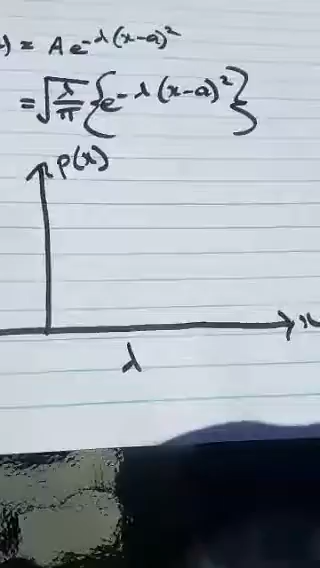 ) = A e^{-λ(x-a)^2}
= √(λ/π) {e^{-λ(x-a)^2}}
p(x)
x
λ